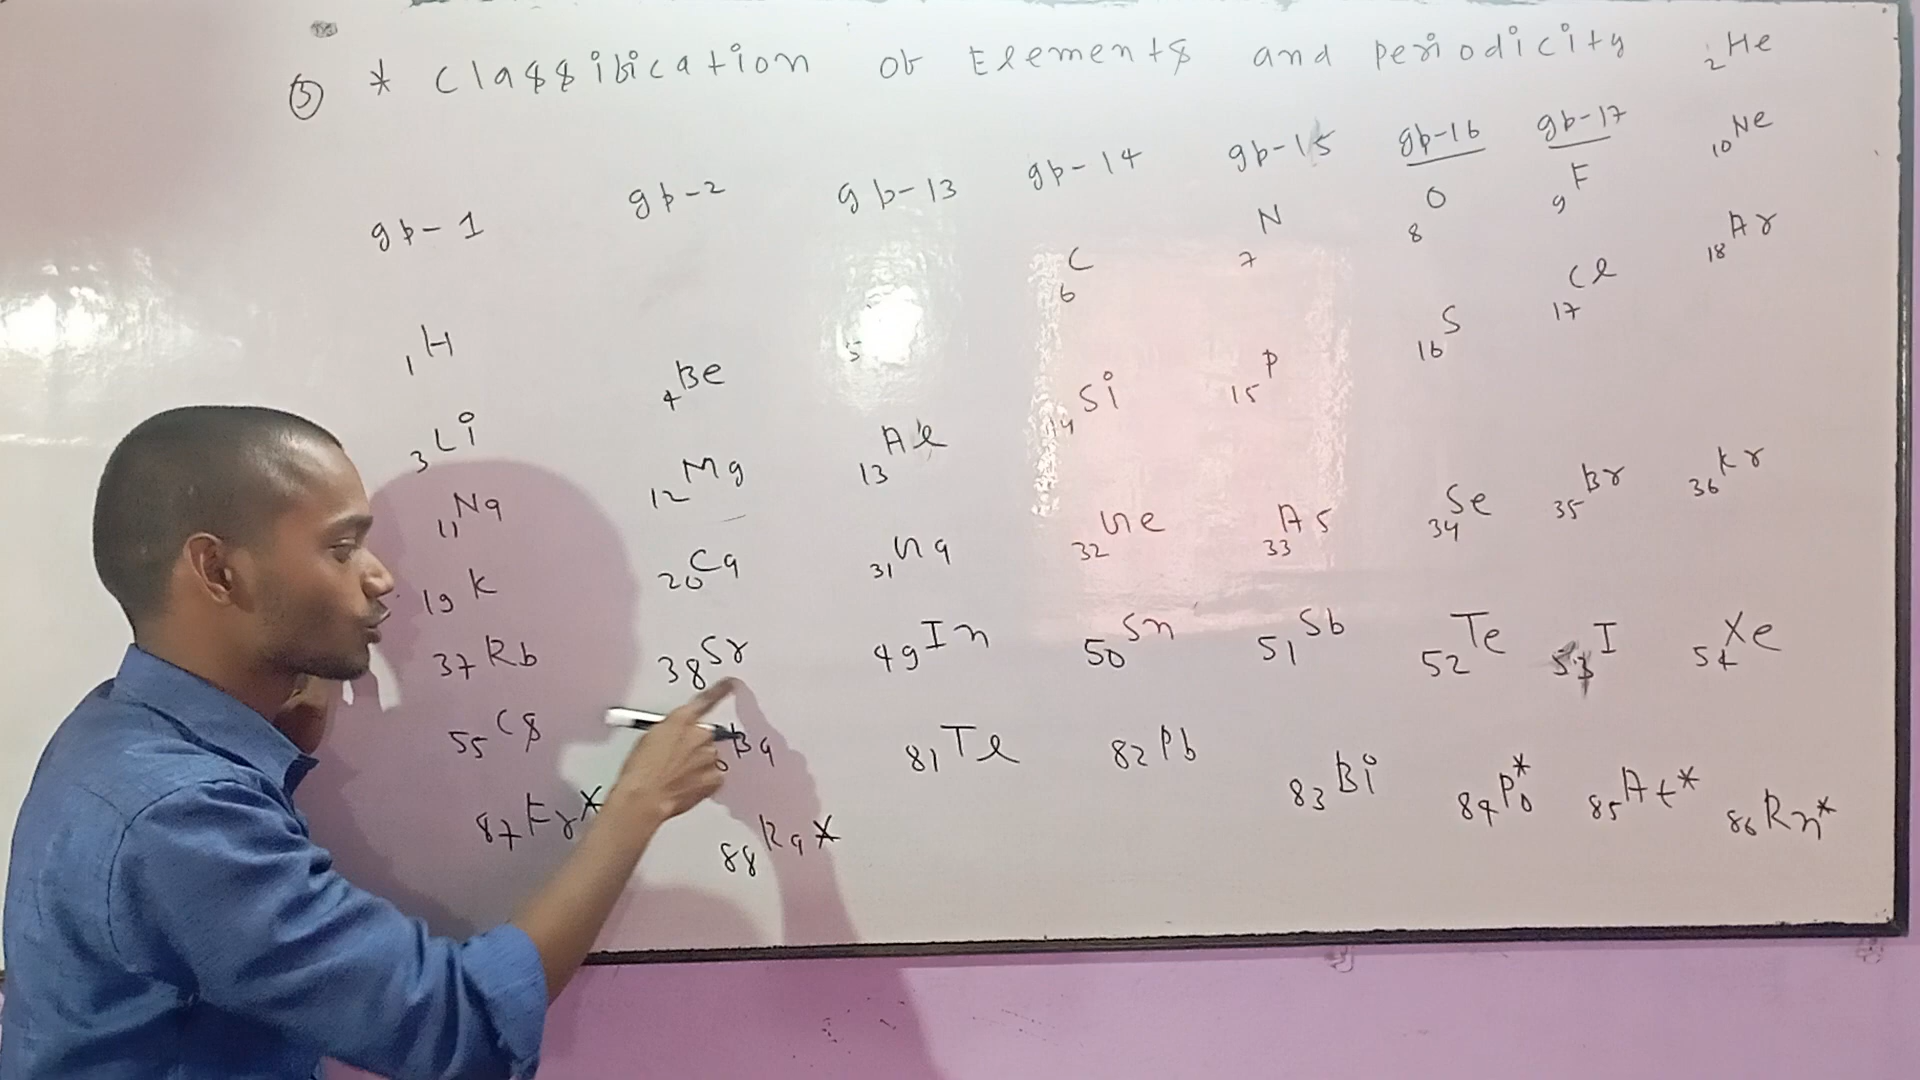 5 * Classification of Elements and periodicity
gp-1 gp-2 gp-13 gp-14 gp-15 gp-16 gp-17
2He
1H 6C 7N 8O 9F 10Ne
3Li 4Be 5
11Na 12Mg 13Al 14Si 15P 16S 17Cl 18Ar
19K 20Ca 31Ga 32Ge 33As 34Se 35Br 36Kr
37Rb 38Sr 49In 50Sn 51Sb 52Te 53I 54Xe
55Cs Ba 81Tl 82Pb 83Bi 84Po* 85At* 86Rn*
87Fr* 88Ra*